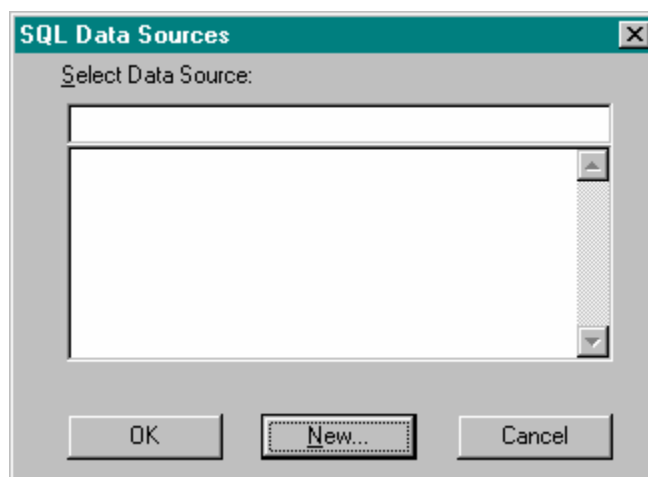 SQL Data Sources
Select Data Source:
OK
New...
Cancel